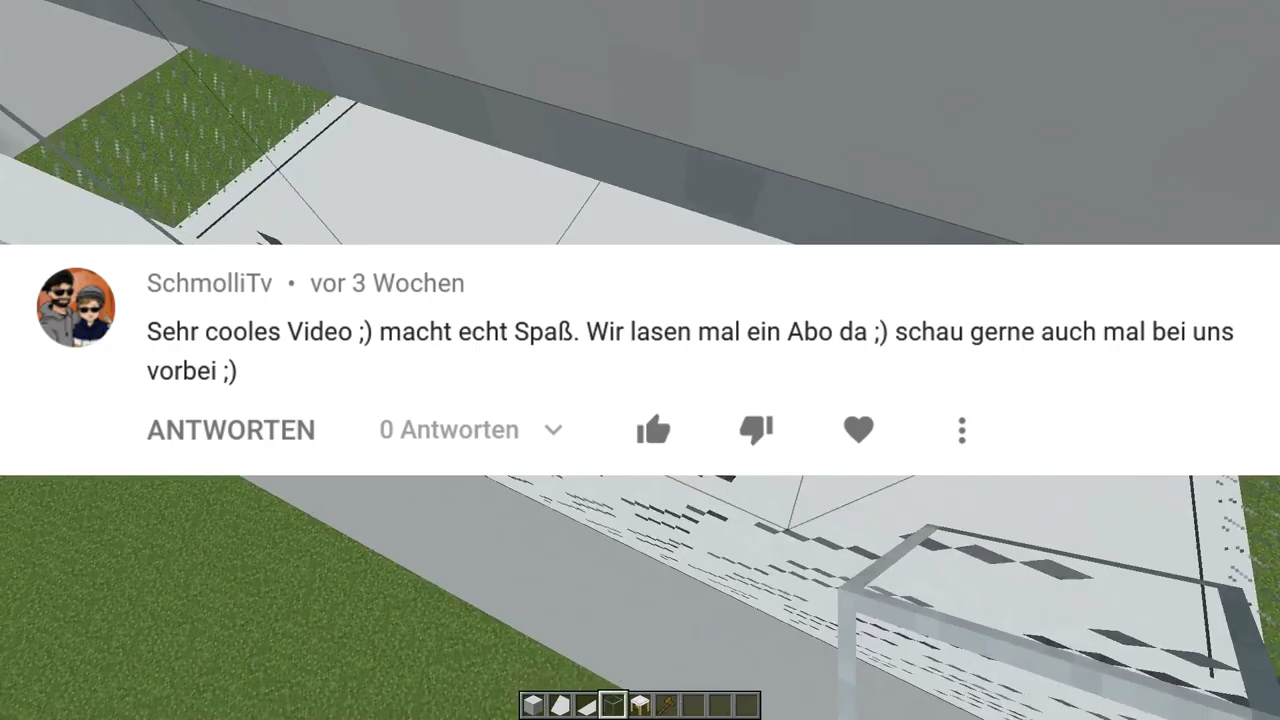 SchmolliTv • vor 3 Wochen
Sehr cooles Video ;) macht echt Spaß. Wir lasen mal ein Abo da ;) schau gerne auch mal bei uns
vorbei ;)
ANTWORTEN 0 Antworten